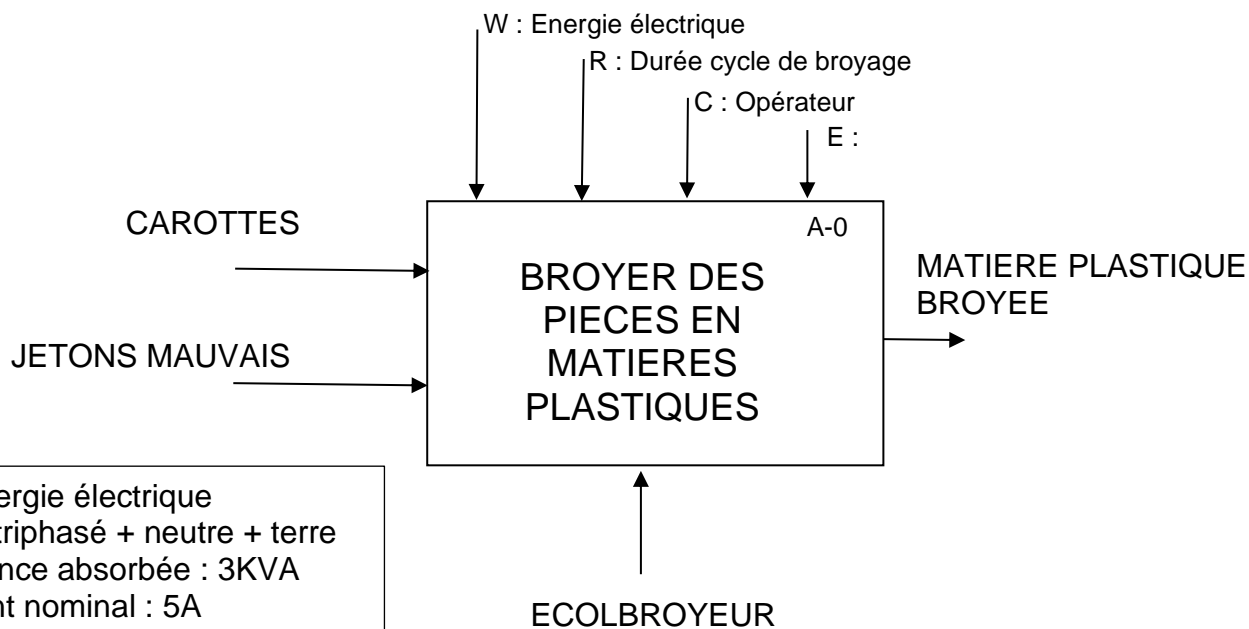 W : Energie électrique
R : Durée cycle de broyage
C : Opérateur
E :
CAROTTES
A-0
BROYER DES
PIECES EN
MATIERES
PLASTIQUES
MATIERE PLASTIQUE
BROYEE
JETONS MAUVAIS
ergie électrique
triphasé + neutre + terre
nce absorbée : 3KVA
nt nominal : 5A
ECOLBROYEUR